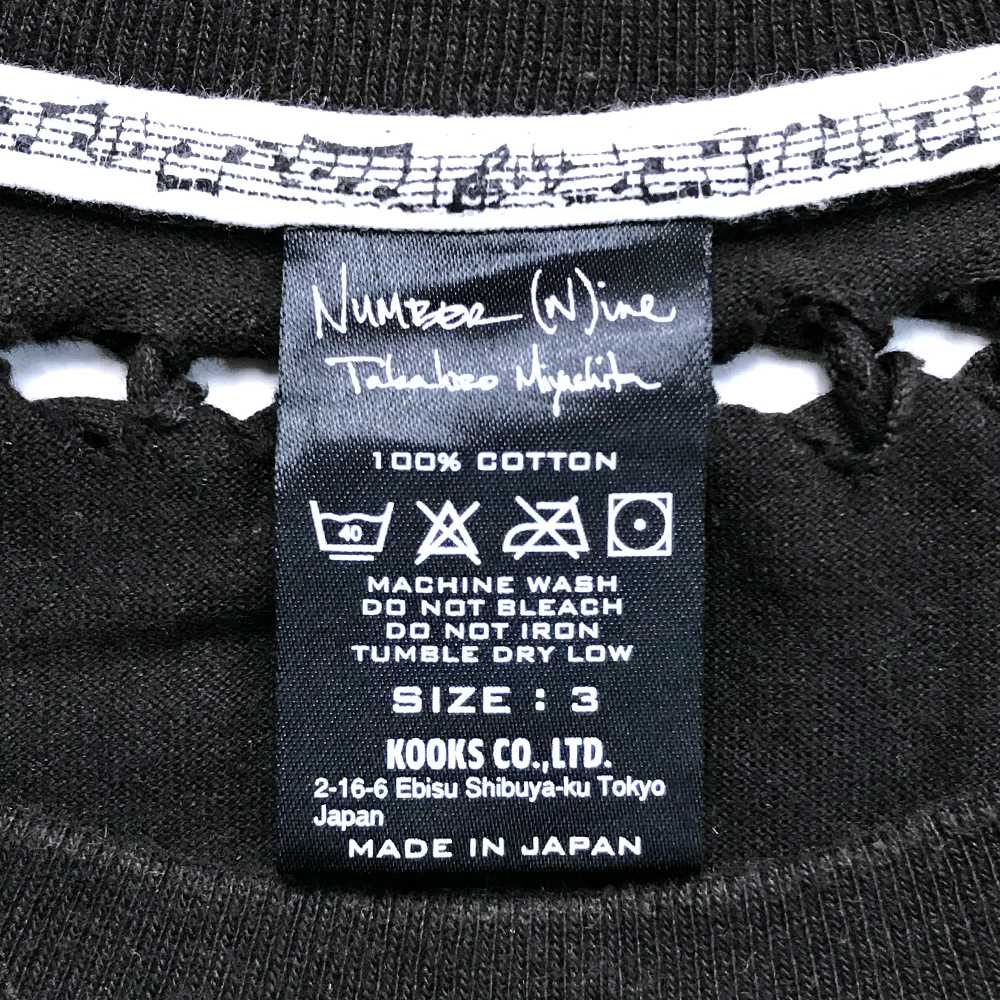 NUMBER (N)ine
Takahiro Miyashita
100% COTTON
40
MACHINE WASH
DO NOT BLEACH
DO NOT IRON
TUMBLE DRY LOW
SIZE : 3
KOOKS CO.,LTD.
2-16-6 Ebisu Shibuya-ku Tokyo
Japan
MADE IN JAPAN